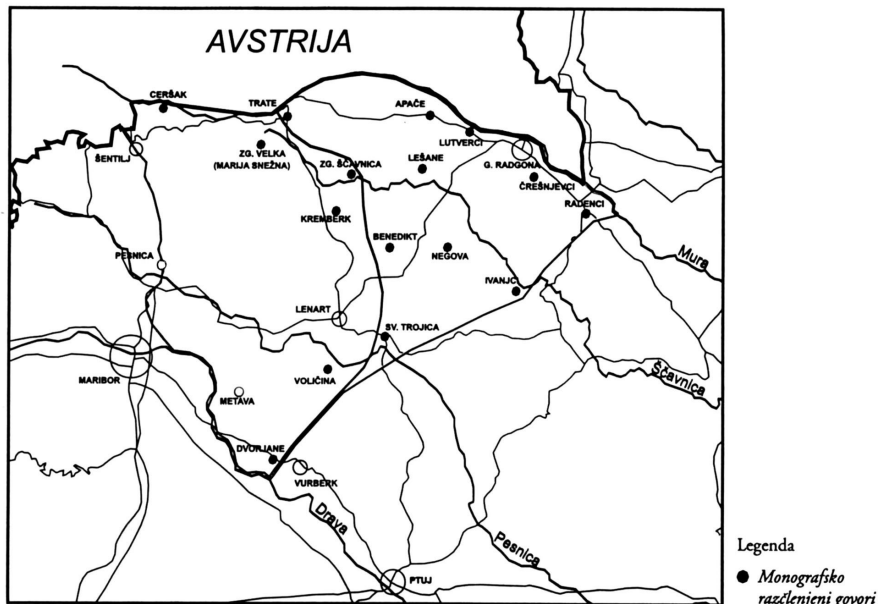 AVSTRIJA
CERŠAK
TRATE
APAČE
LUTVERCI
ŠENTILJ
ZG. VELKA
(MARIJA SNEŽNA)
ZG. ŠČAVNICA
LEŠANE
G. RADGONA
ČREŠNJEVCI
RADENCI
KREMBERK
BENEDIKT
NEGOVA
Mura
PESNICA
IVANJCI
LENART
SV. TROJICA
MARIBOR
VOLIČINA
Ščavnica
METAVA
DVORJANE
VURBERK
Drava
Pesnica
PTUJ
Legenda
Monografsko
razčlenjeni govori